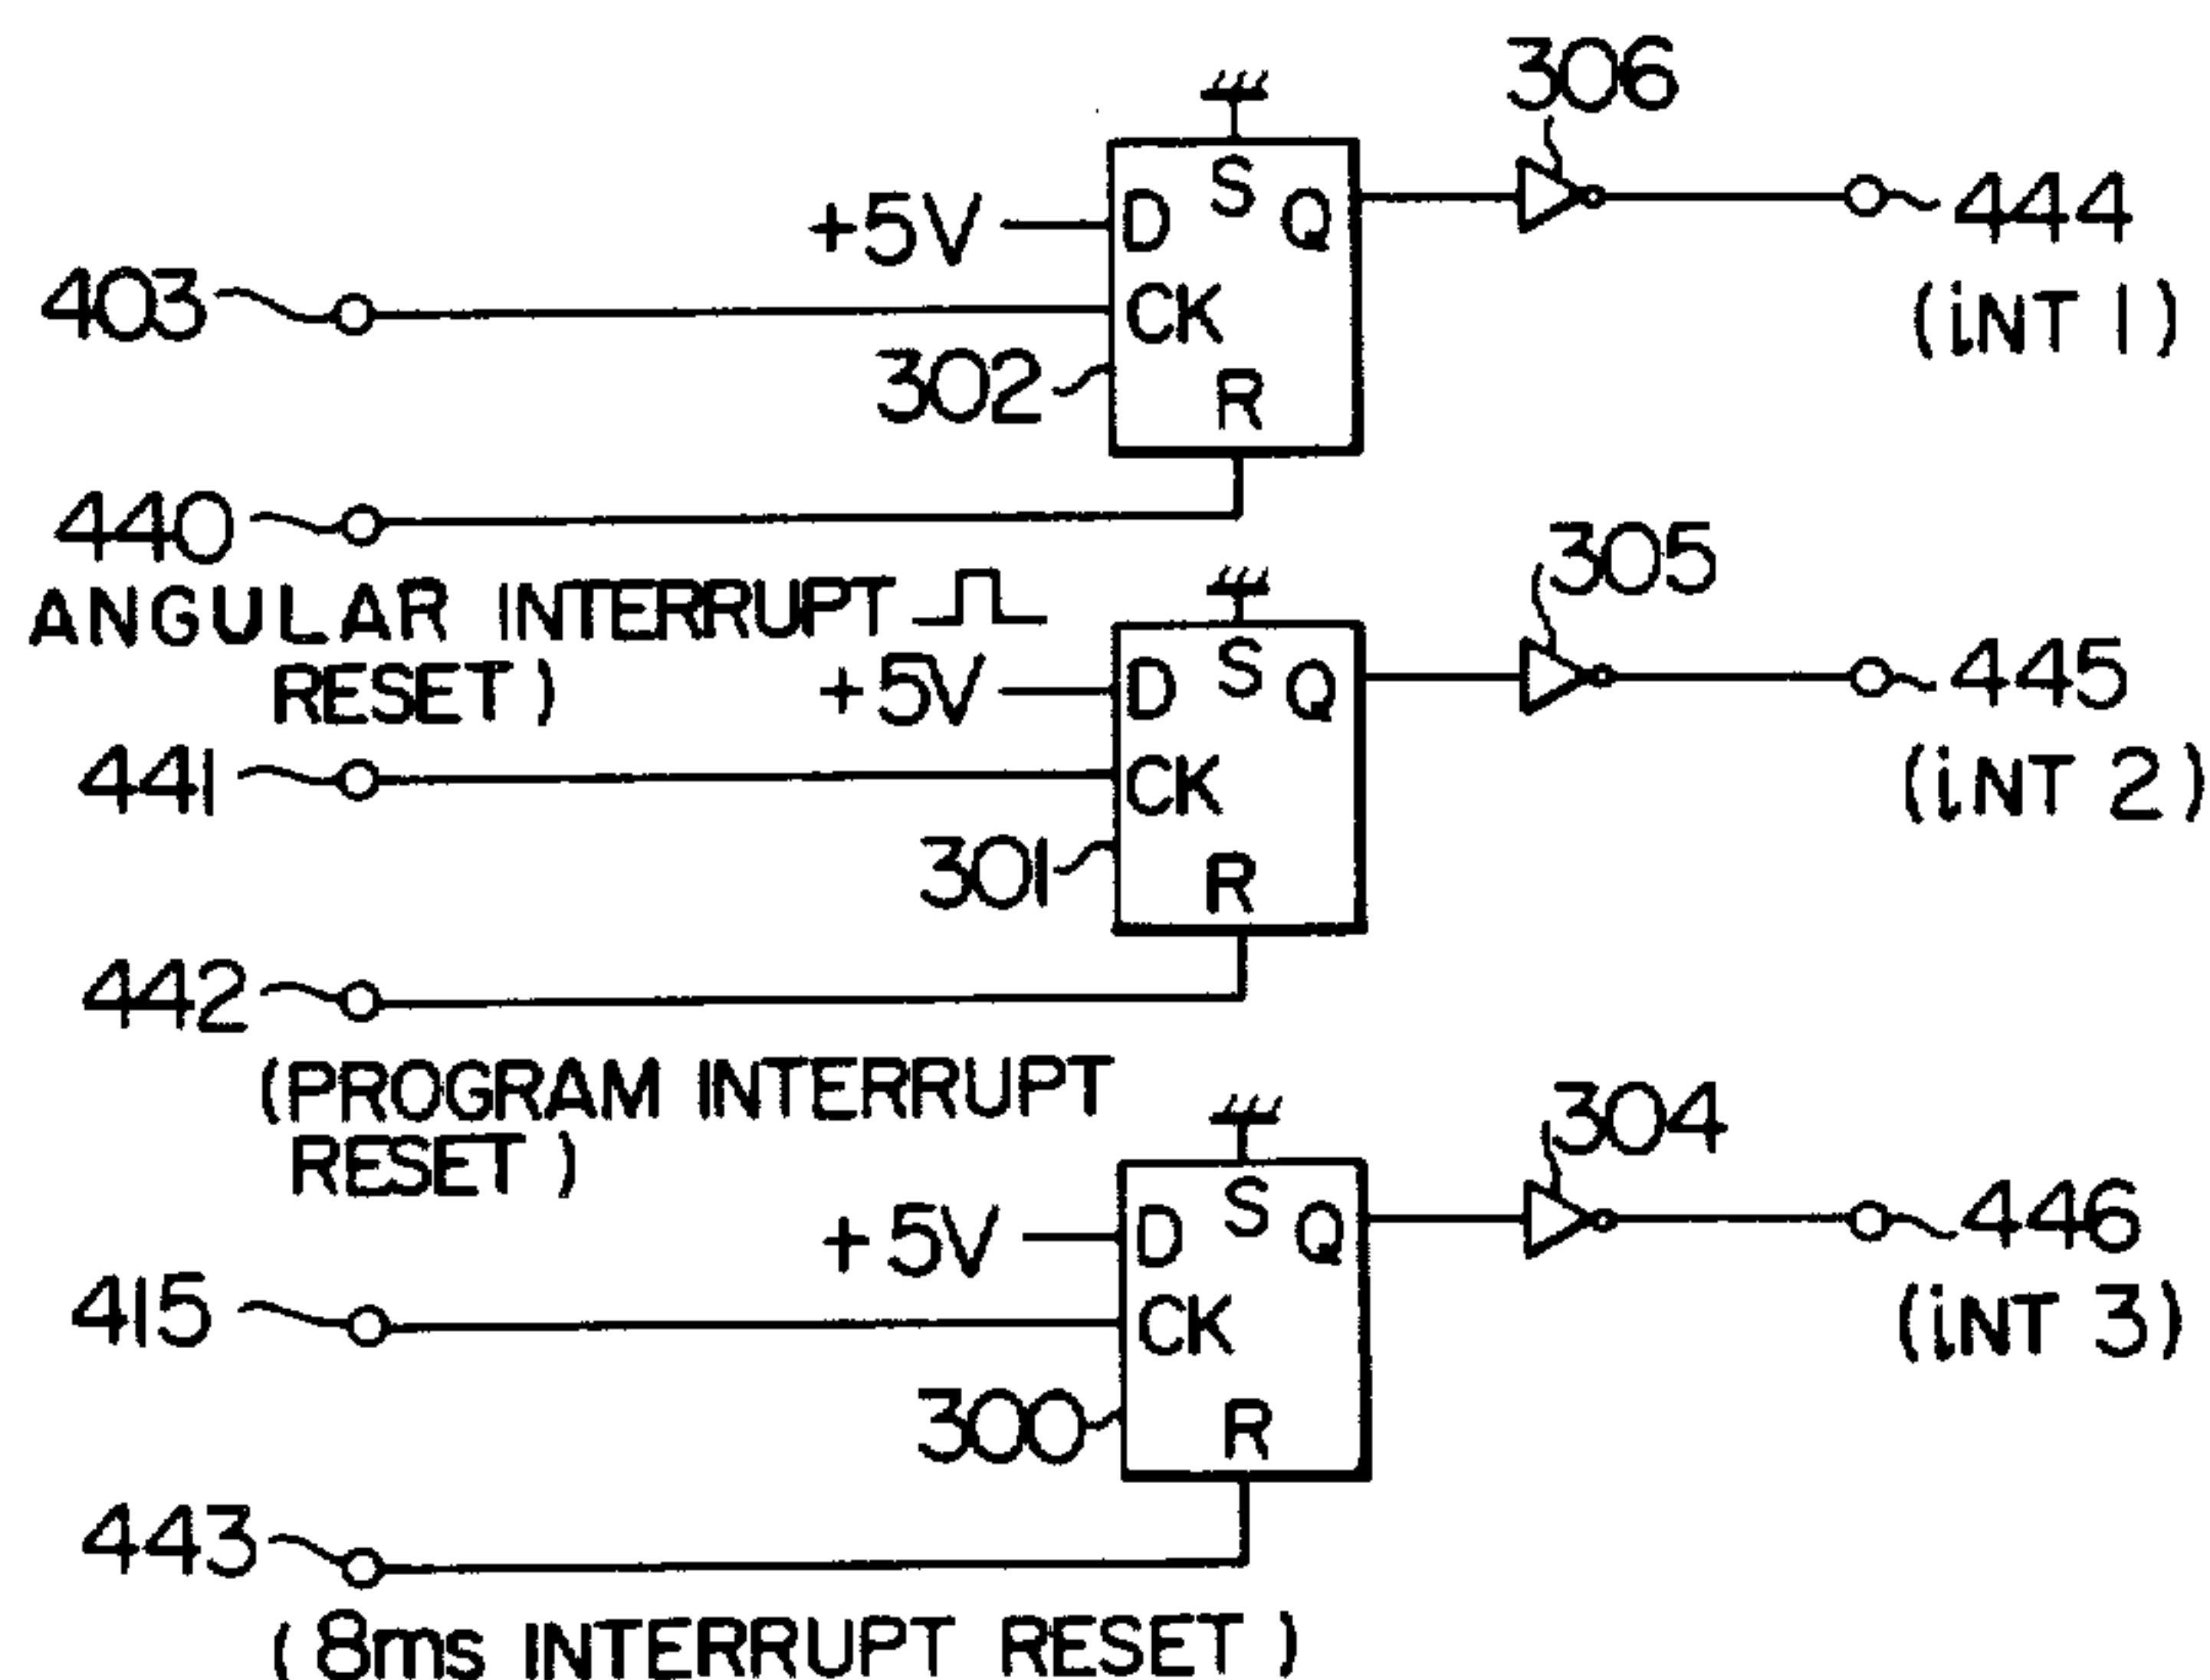 306
S
D
Q
+5V
444
403
CK
(iNT 1)
302
R
440
305
ANGULAR INTERRUPT
RESET)
S
+5V
D
Q
445
441
CK
(iNT 2)
301
R
442
(PROGRAM INTERRUPT
RESET)
304
S
+5V
D
Q
446
415
CK
(iNT 3)
300
R
443
(8ms INTERRUPT RESET)